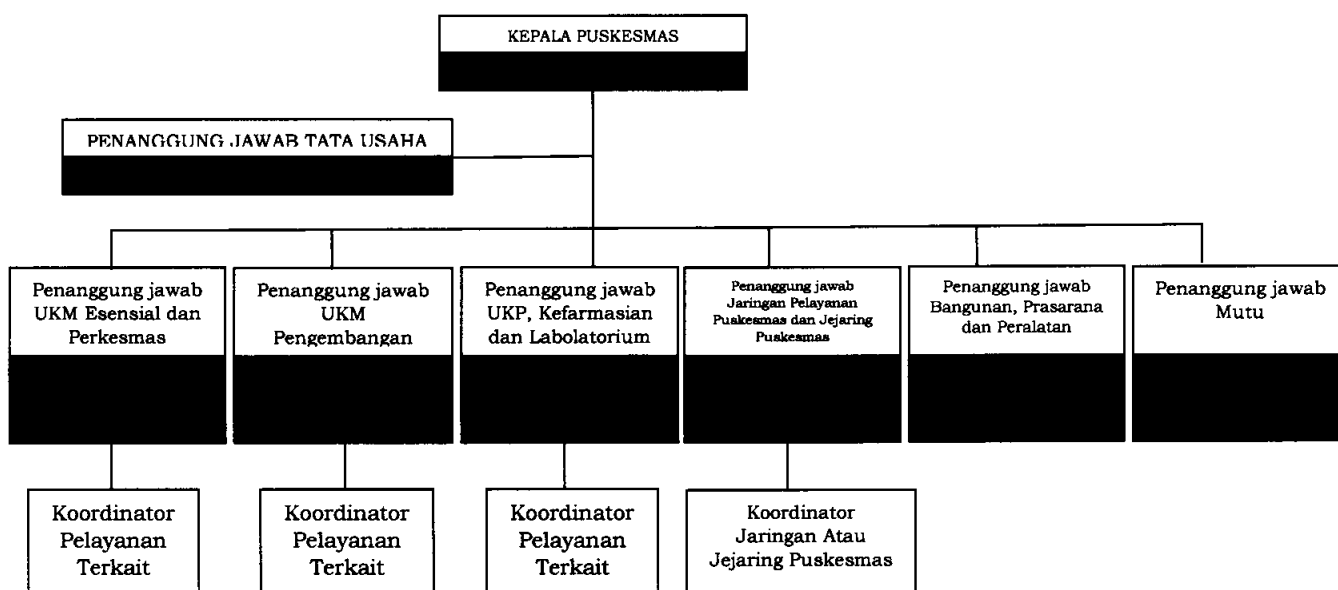 KEPALA PUSKESMAS
PENANGGUNG JAWAB TATA USAHA
Penanggung jawab
UKM Esensial dan
Perkesmas
Penanggung jawab
UKM
Pengembangan
Penanggung jawab
UKP, Kefarmasian
dan Labolatorium
Penanggung jawab
Jaringan Pelayanan
Puskesmas dan Jejaring
Puskesmas
Penanggung jawab
Bangunan, Prasarana
dan Peralatan
Penanggung jawab
Mutu
Koordinator
Pelayanan
Terkait
Koordinator
Pelayanan
Terkait
Koordinator
Pelayanan
Terkait
Koordinator
Jaringan Atau
Jejaring Puskesmas